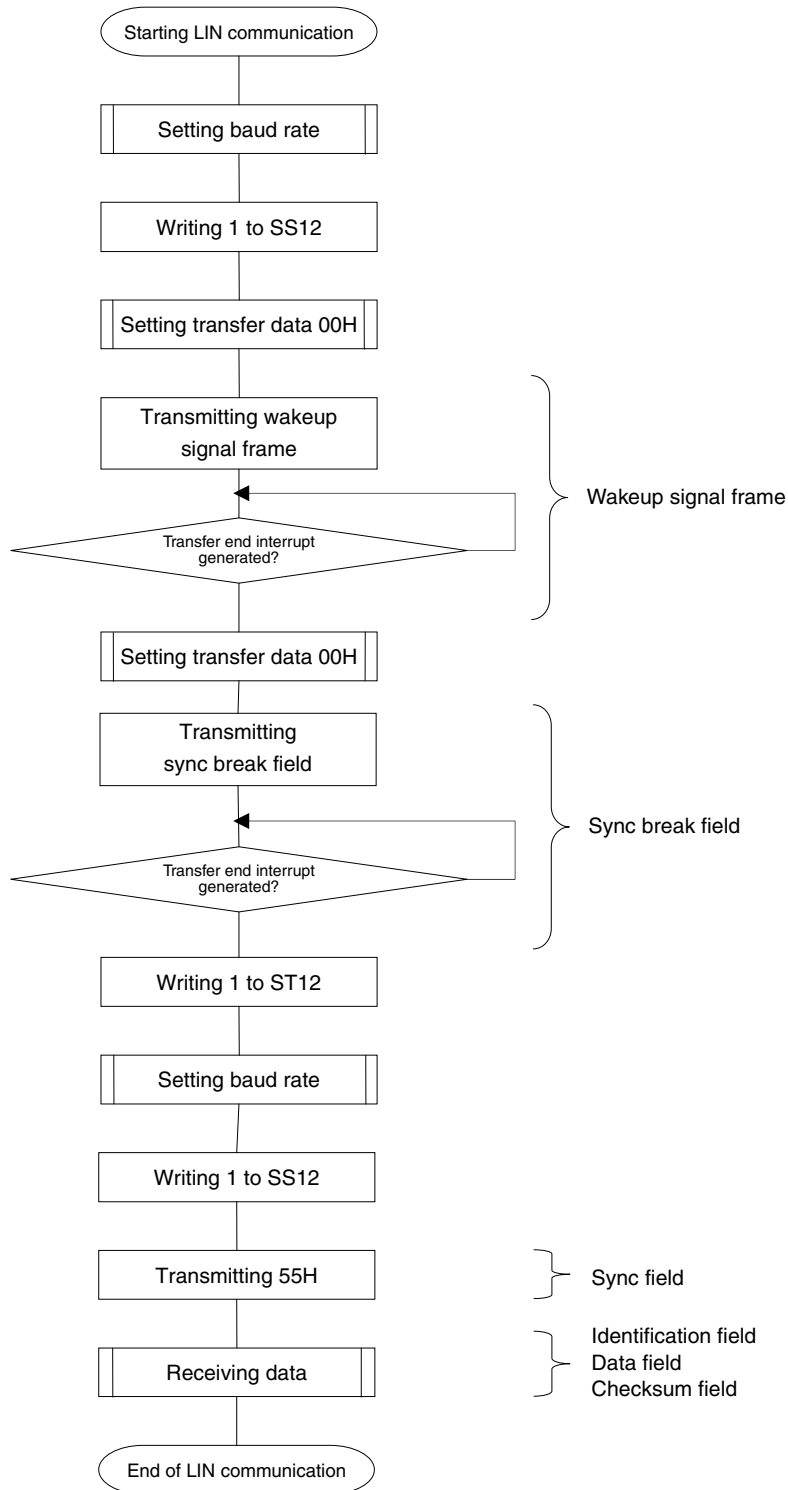 Starting LIN communication
Setting baud rate
Writing 1 to SS12
Setting transfer data 00H
Transmitting wakeup
signal frame
Wakeup signal frame
Transfer end interrupt
generated?
Setting transfer data 00H
Transmitting
sync break field
Sync break field
Transfer end interrupt
generated?
Writing 1 to ST12
Setting baud rate
Writing 1 to SS12
Transmitting 55H
Sync field
Receiving data
Identification field
Data field
Checksum field
End of LIN communication